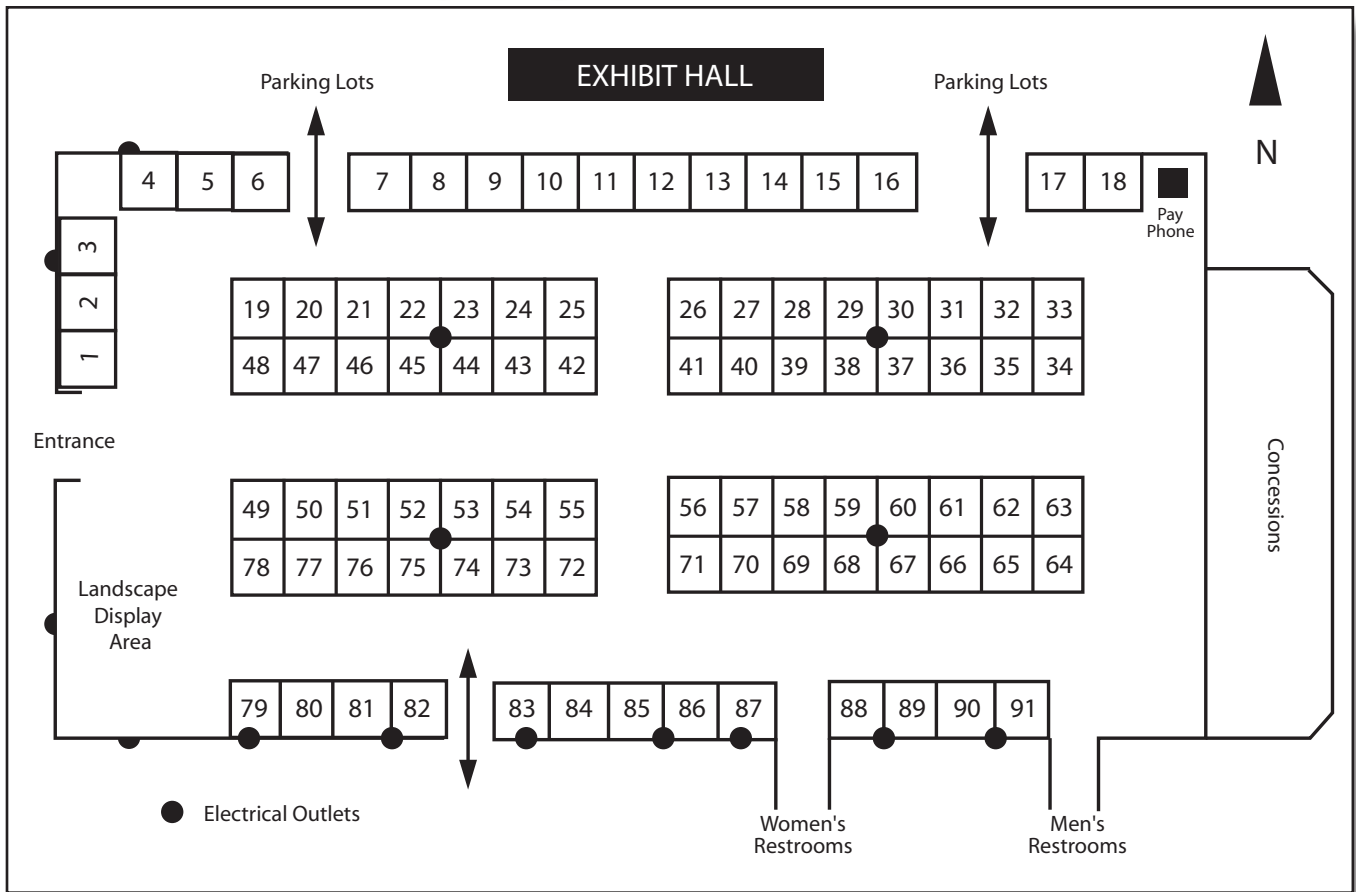 EXHIBIT HALL
Parking Lots
Parking Lots
N
4 5 6 7 8 9 10 11 12 13 14 15 16 17 18
Pay
Phone
3
2
1
19 20 21 22 23 24 25 26 27 28 29 30 31 32 33
48 47 46 45 44 43 42 41 40 39 38 37 36 35 34
Entrance
Concessions
49 50 51 52 53 54 55 56 57 58 59 60 61 62 63
78 77 76 75 74 73 72 71 70 69 68 67 66 65 64
Landscape
Display
Area
79 80 81 82 83 84 85 86 87 88 89 90 91
Electrical Outlets
Women's
Restrooms
Men's
Restrooms